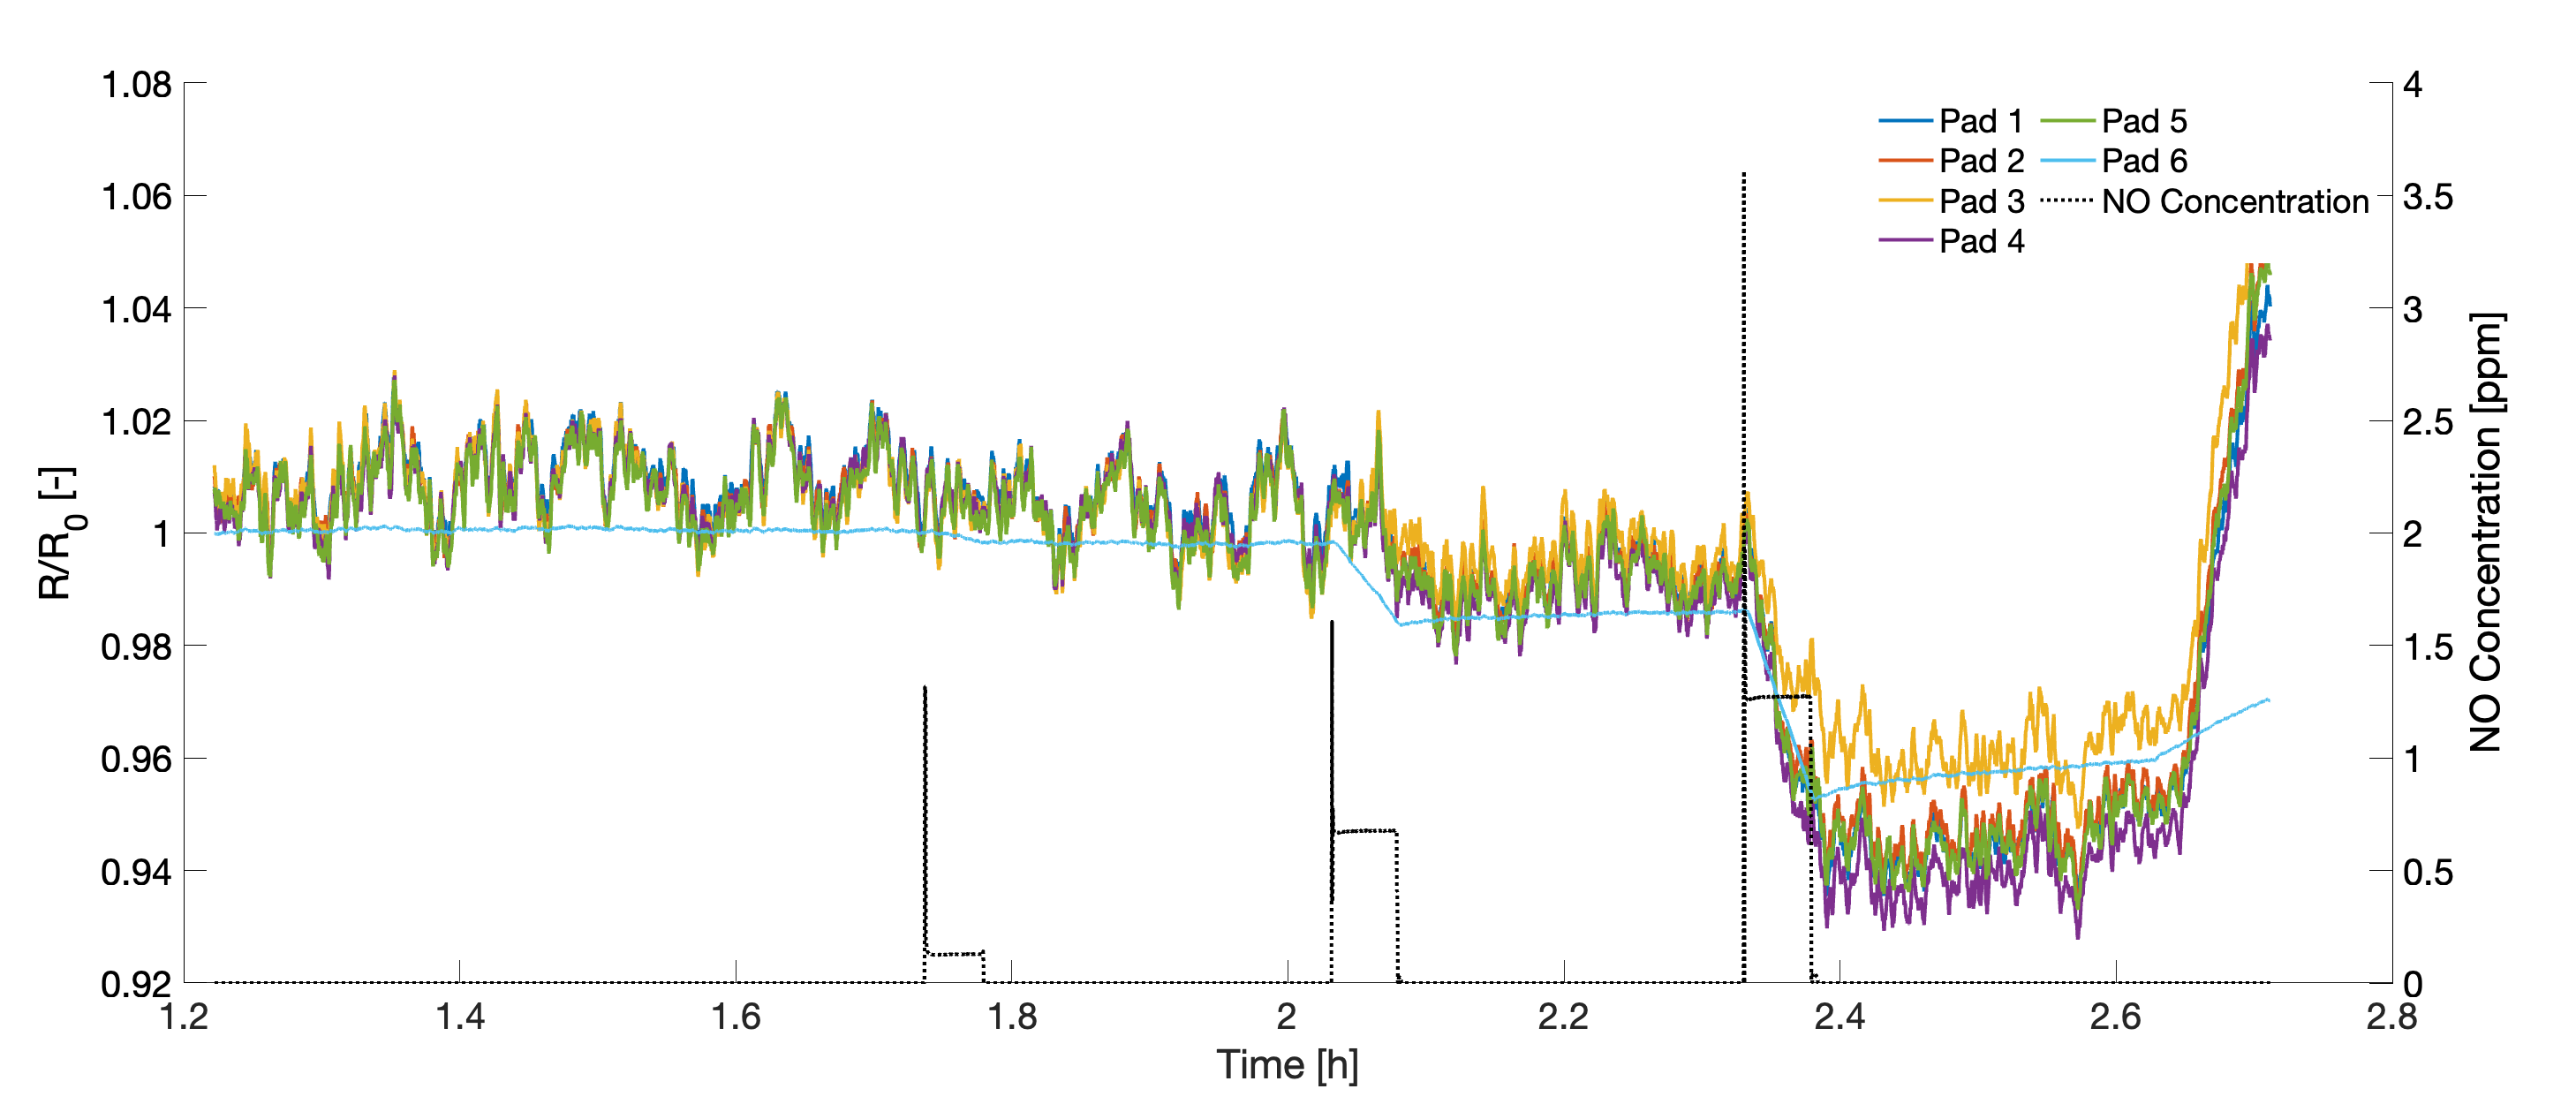 1.08
1.06
1.04
1.02
1
0.98
0.96
0.94
0.92
R/R0 [-]
4
3.5
3
2.5
2
1.5
1
0.5
0
NO Concentration [ppm]
Pad 1
Pad 2
Pad 3
Pad 4
Pad 5
Pad 6
NO Concentration
1.2 1.4 1.6 1.8 2 2.2 2.4 2.6 2.8
Time [h]